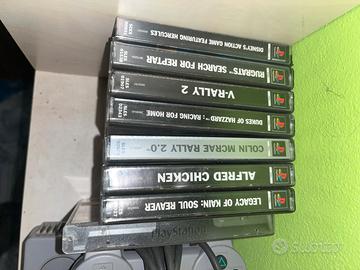 DISNEY'S ACTION GAME FEATURING HERCULES
RUGRATS™ SEARCH FOR REPTAR
V-RALLY 2
DUKES OF HAZZARD™: RACING FOR HOME
COLIN MCRAE RALLY 2.0™
ALFRED CHICKEN
LEGACY OF KAIN: SOUL REAVER
PlayStation
subito